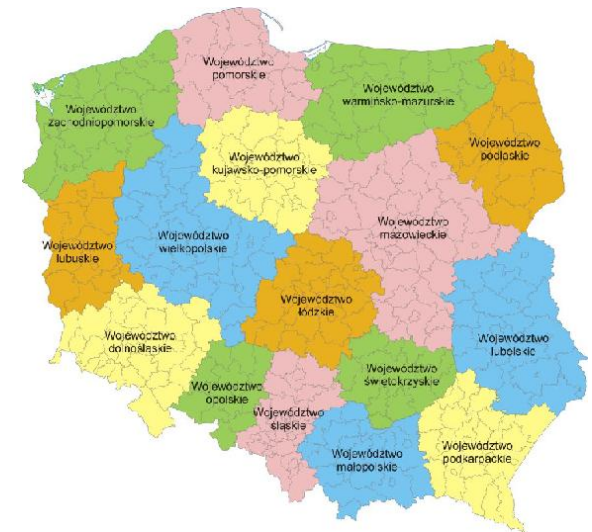 Województwo
pomorskie
Województwo
warmińsko-mazurskie
Województwo
zachodniopomorskie
Województwo
podlaskie
Województwo
kujawsko-pomorskie
Województwo
mazowieckie
Województwo
wielkopolskie
Województwo
lubuskie
Województwo
łódzkie
Województwo
dolnośląskie
Województwo
lubelskie
Województwo
świętokrzyskie
Województwo
opolskie
Województwo
śląskie
Województwo
podkarpackie
Województwo
małopolskie